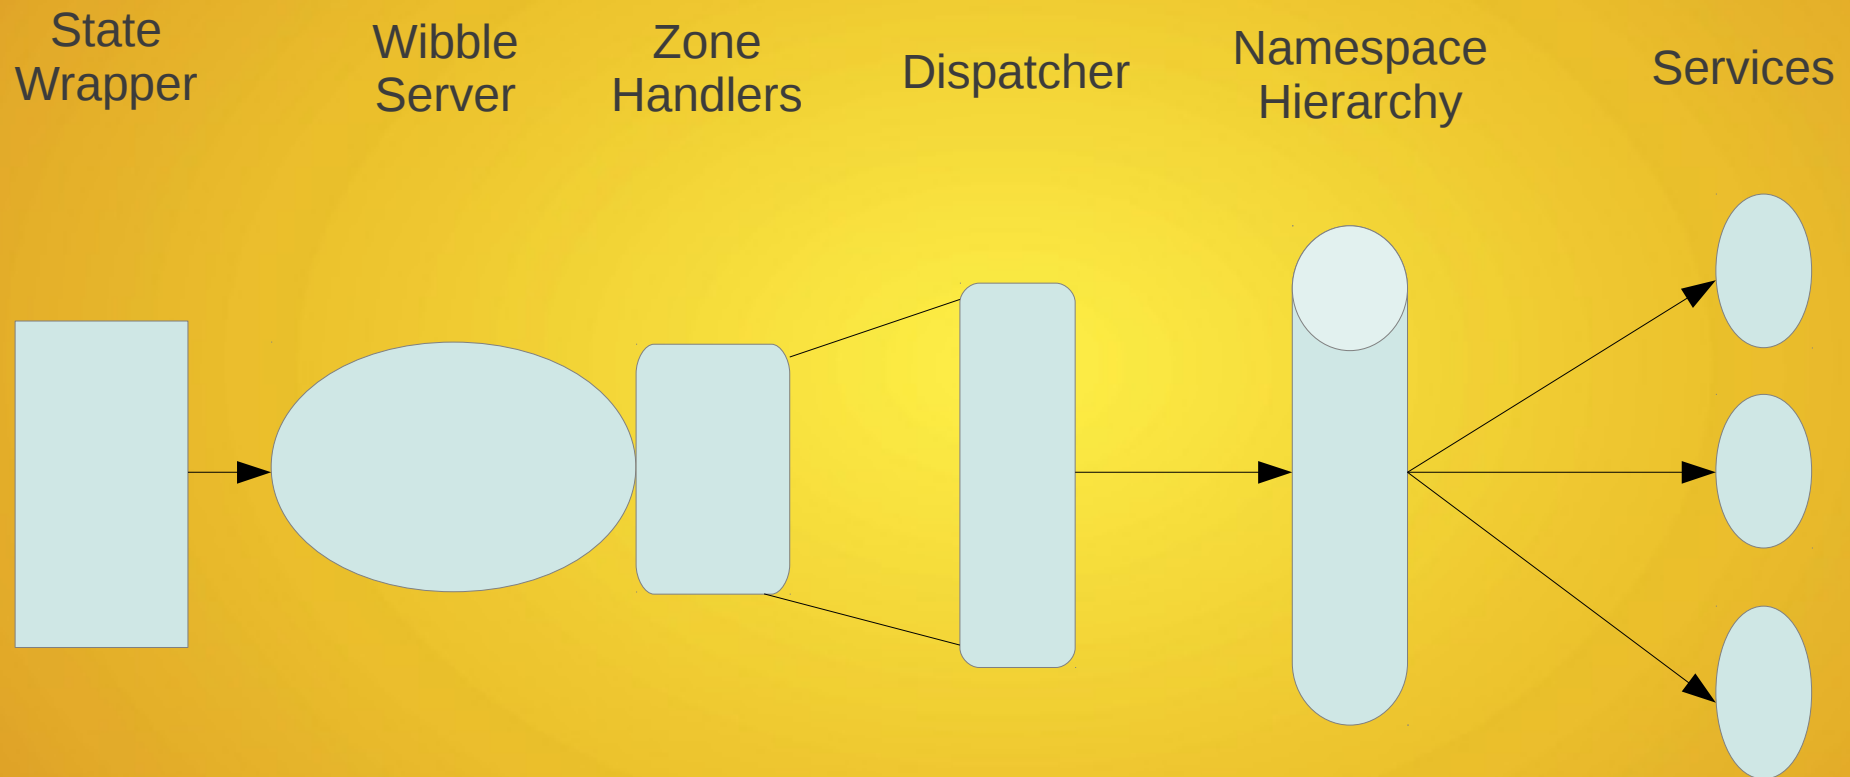 State
Wrapper
Wibble
Server
Zone
Handlers
Dispatcher
Namespace
Hierarchy
Services